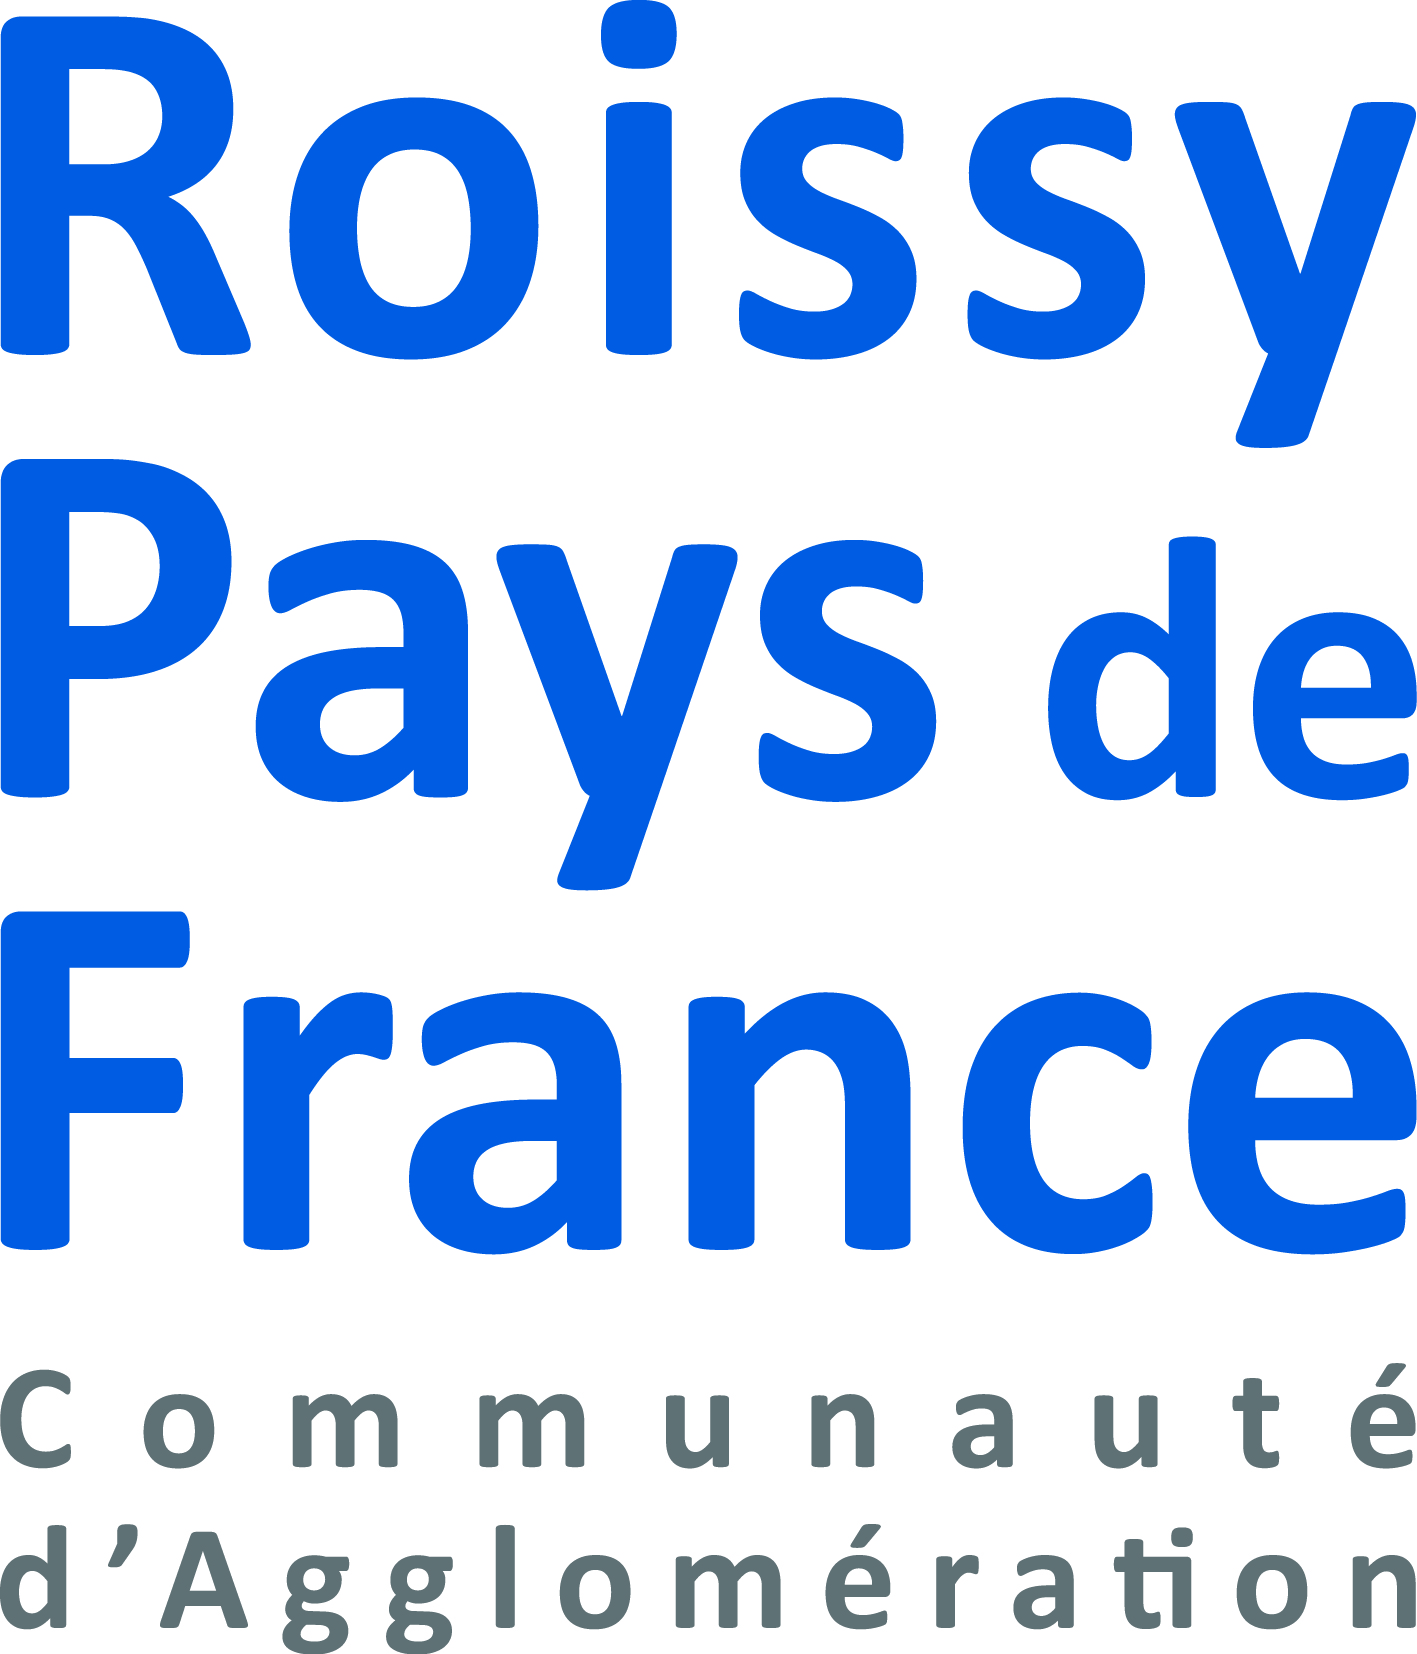 Roissy
Pays de
France
Communauté
d’Agglomération